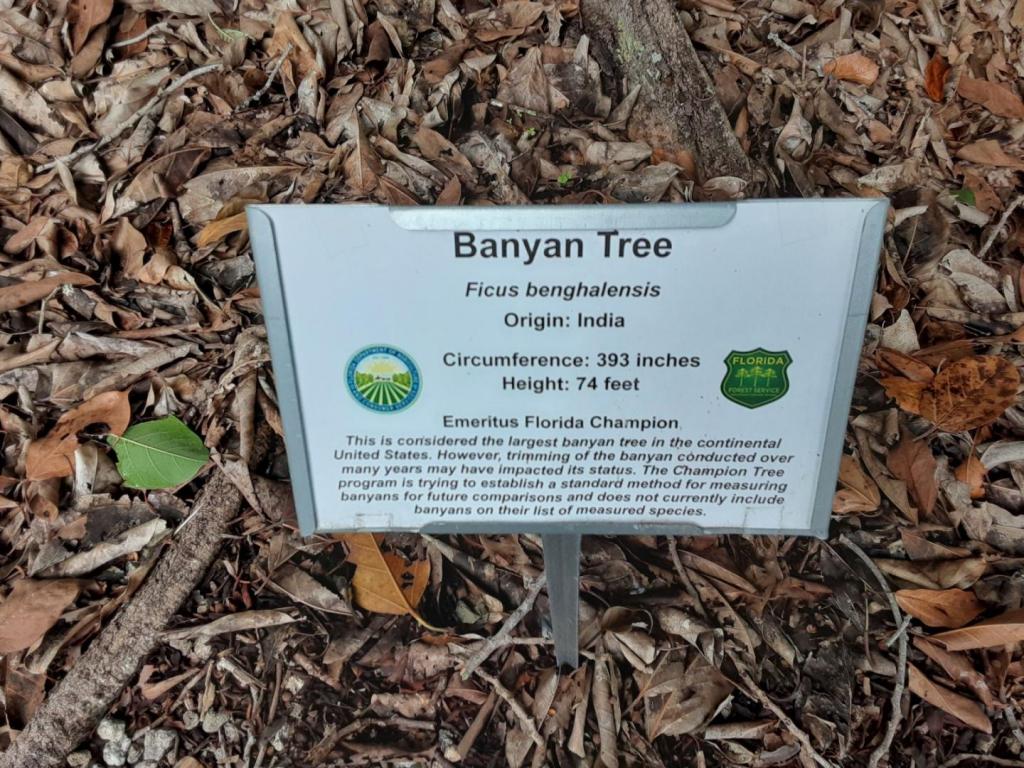 Banyan Tree
Ficus benghalensis
Origin: India
Circumference: 393 inches
Height: 74 feet
FLORIDA
FOREST SERVICE
Emeritus Florida Champion
This is considered the largest banyan tree in the continental
United States. However, trimming of the banyan conducted over
many years may have impacted its status. The Champion Tree
program is trying to establish a standard method for measuring
banyans for future comparisons and does not currently include
banyans on their list of measured species.